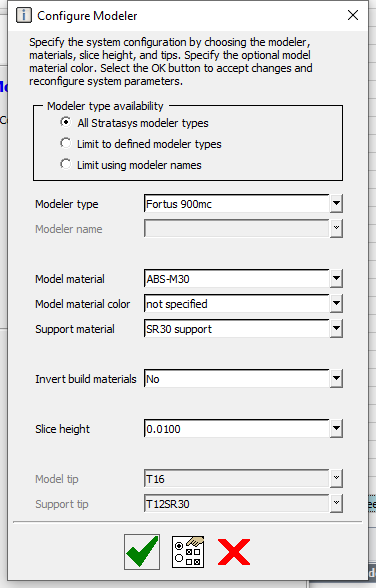 Configure Modeler
Specify the system configuration by choosing the modeler,
materials, slice height, and tips. Specify the optional model
material color. Select the OK button to accept changes and
reconfigure system parameters.
Modeler type availability
All Stratasys modeler types
Limit to defined modeler types
Limit using modeler names
Modeler type Fortus 900mc
Modeler name
Model material ABS-M30
Model material color not specified
Support material SR30 support
Invert build materials No
Slice height 0.0100
Model tip T16
Support tip T12SR30